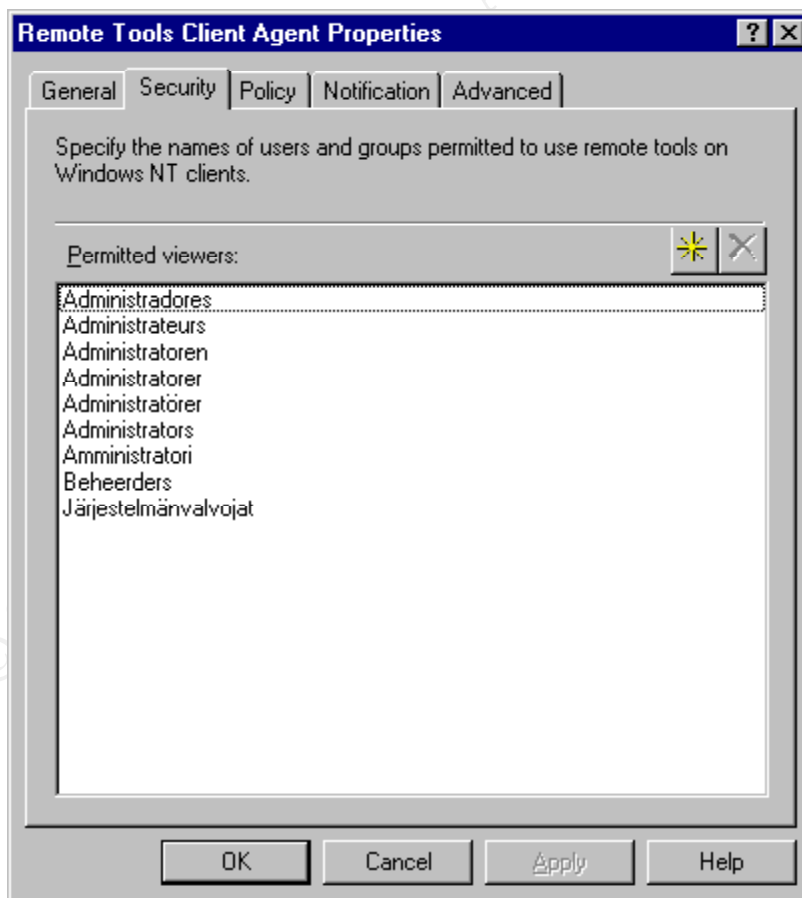 Remote Tools Client Agent Properties
General Security Policy Notification Advanced
Specify the names of users and groups permitted to use remote tools on
Windows NT clients.
Permitted viewers:
Administradores
Administrateurs
Administratoren
Administratorer
Administratörer
Administrators
Amministratori
Beheerders
Järjestelmänvalvojat
OK Cancel Apply Help